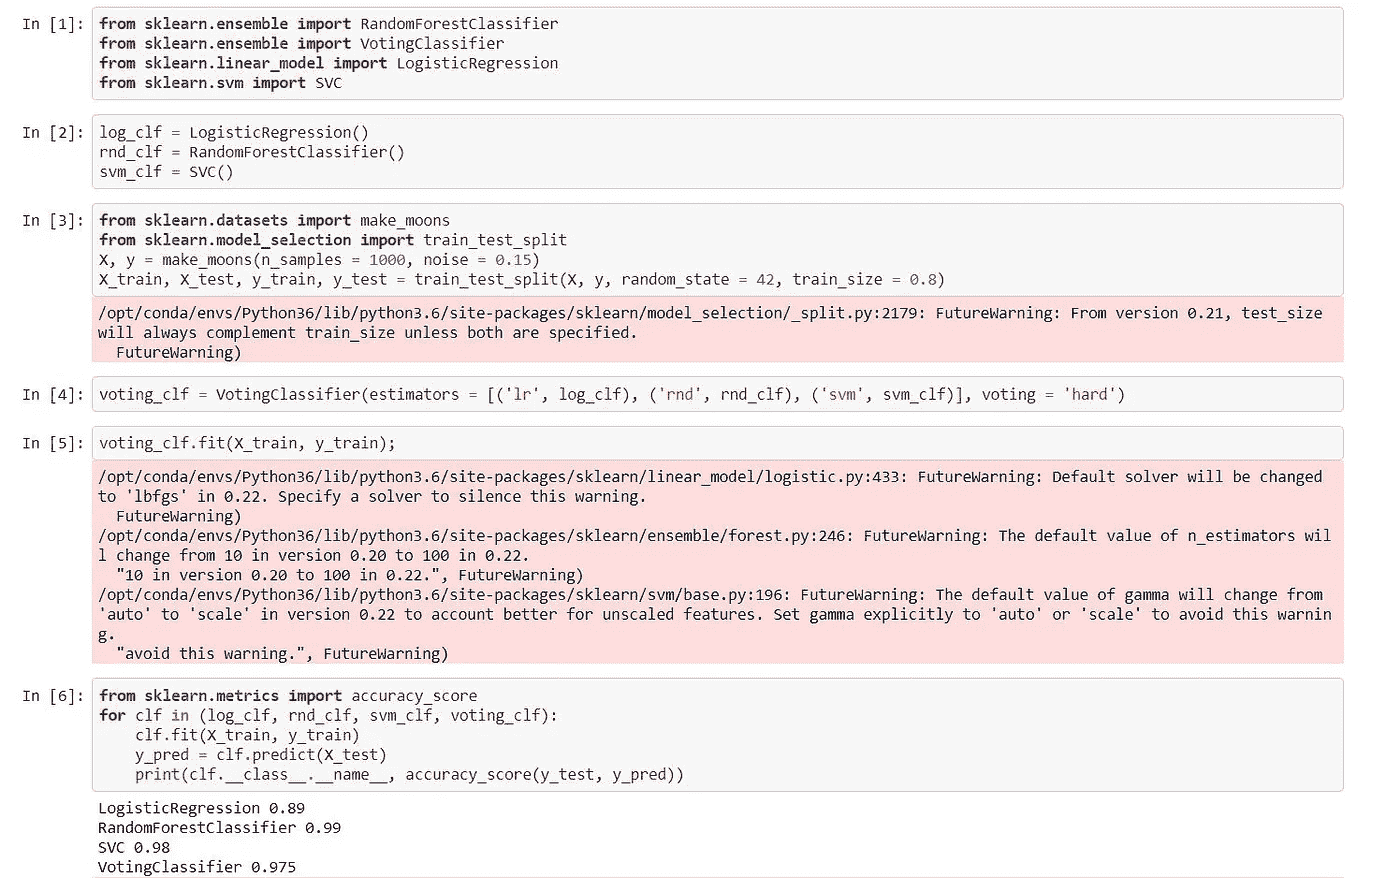 In [1]: from sklearn.ensemble import RandomForestClassifier
from sklearn.ensemble import VotingClassifier
from sklearn.linear_model import LogisticRegression
from sklearn.svm import SVC
In [2]: log_clf = LogisticRegression()
rnd_clf = RandomForestClassifier()
svm_clf = SVC()
In [3]: from sklearn.datasets import make_moons
from sklearn.model_selection import train_test_split
X, y = make_moons(n_samples = 1000, noise = 0.15)
X_train, X_test, y_train, y_test = train_test_split(X, y, random_state = 42, train_size = 0.8)
/opt/conda/envs/Python36/lib/python3.6/site-packages/sklearn/model_selection/_split.py:2179: FutureWarning: From version 0.21, test_size
will always complement train_size unless both are specified.
  FutureWarning)
In [4]: voting_clf = VotingClassifier(estimators = [('lr', log_clf), ('rnd', rnd_clf), ('svm', svm_clf)], voting = 'hard')
In [5]: voting_clf.fit(X_train, y_train);
/opt/conda/envs/Python36/lib/python3.6/site-packages/sklearn/linear_model/logistic.py:433: FutureWarning: Default solver will be changed
to 'lbfgs' in 0.22. Specify a solver to silence this warning.
  FutureWarning)
/opt/conda/envs/Python36/lib/python3.6/site-packages/sklearn/ensemble/forest.py:246: FutureWarning: The default value of n_estimators wil
l change from 10 in version 0.20 to 100 in 0.22.
  "10 in version 0.20 to 100 in 0.22.", FutureWarning)
/opt/conda/envs/Python36/lib/python3.6/site-packages/sklearn/svm/base.py:196: FutureWarning: The default value of gamma will change from
'auto' to 'scale' in version 0.22 to account better for unscaled features. Set gamma explicitly to 'auto' or 'scale' to avoid this warnin
g.
  "avoid this warning.", FutureWarning)
In [6]: from sklearn.metrics import accuracy_score
for clf in (log_clf, rnd_clf, svm_clf, voting_clf):
    clf.fit(X_train, y_train)
    y_pred = clf.predict(X_test)
    print(clf.__class__.__name__, accuracy_score(y_test, y_pred))
LogisticRegression 0.89
RandomForestClassifier 0.99
SVC 0.98
VotingClassifier 0.975